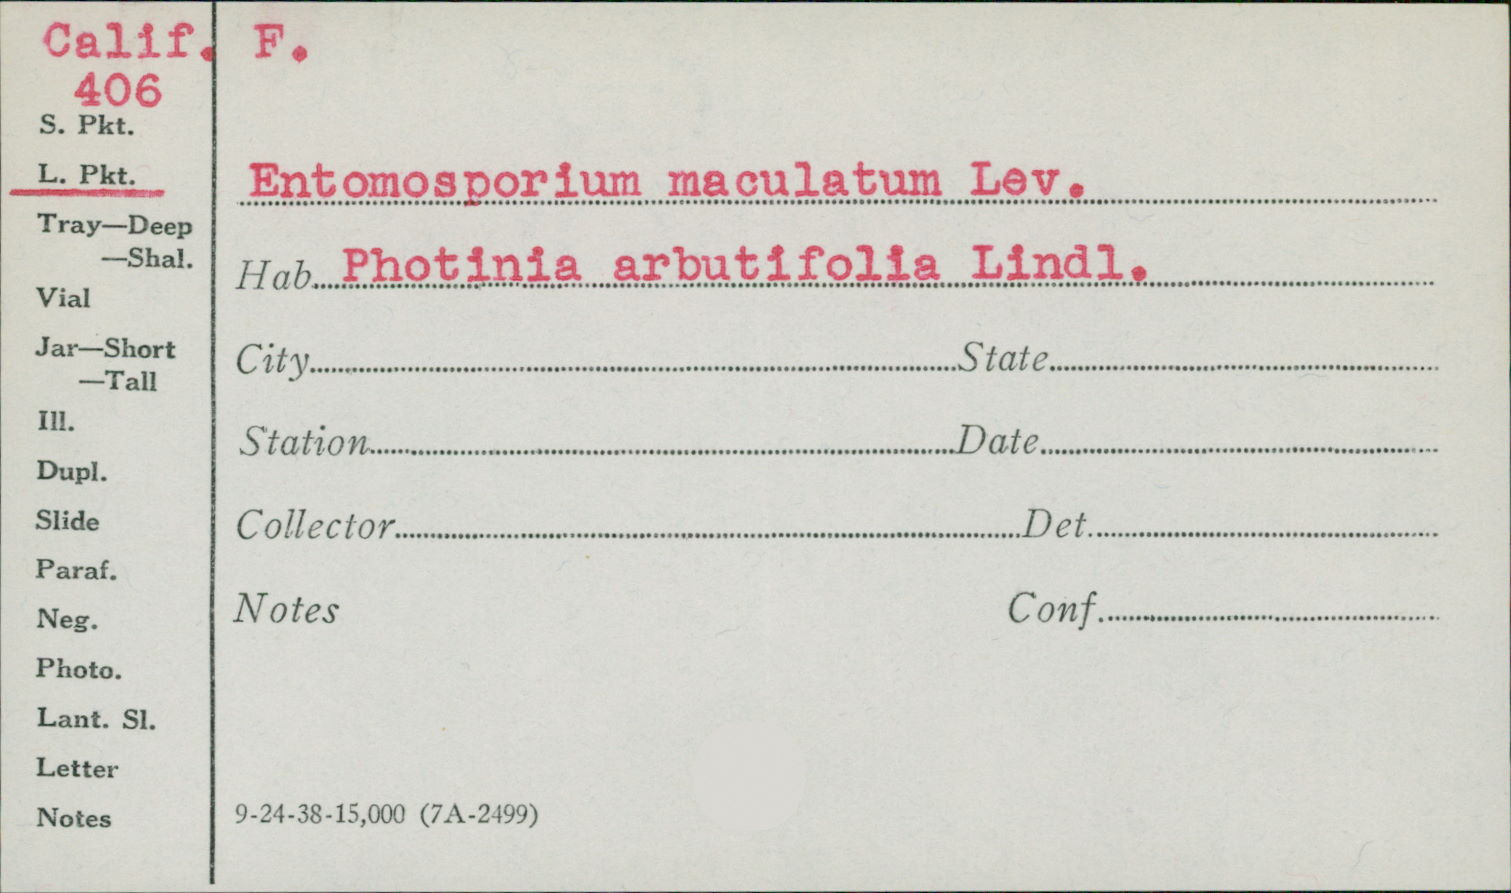 Calif. F.
406
S. Pkt.
L. Pkt.
Entomosporium maculatum Lev.
Tray—Deep
—Shal.
Hab. Photinia arbutifolia Lindl.
Vial
Jar—Short
—Tall
City State
Ill.
Station Date
Dupl.
Slide
Collector Det.
Paraf.
Neg.
Notes Conf.
Photo.
Lant. Sl.
Letter
Notes
9-24-38-15,000 (7A-2499)